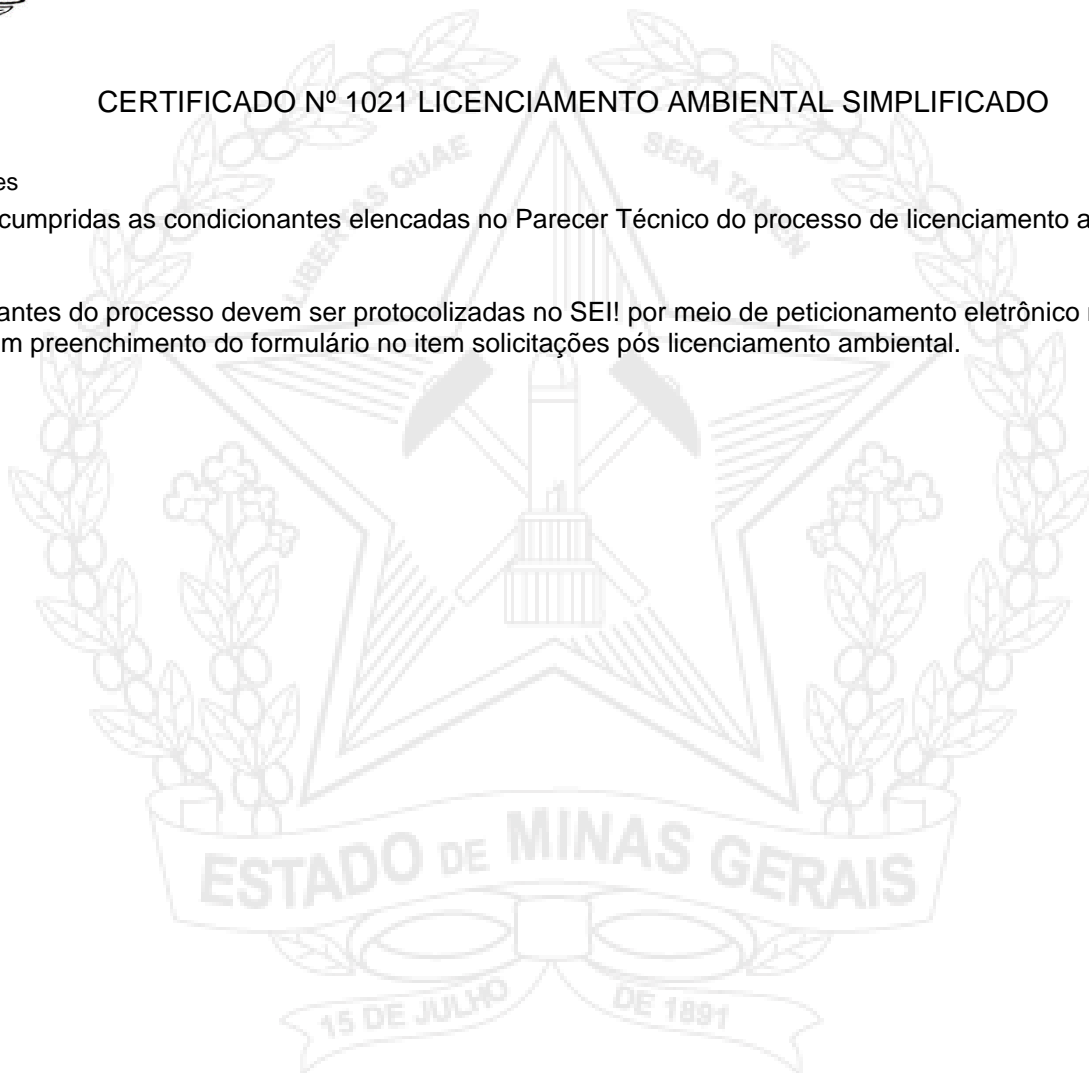 CERTIFICADO Nº 1021 LICENCIAMENTO AMBIENTAL SIMPLIFICADO
es
cumpridas as condicionantes elencadas no Parecer Técnico do processo de licenciamento a
antes do processo devem ser protocolizadas no SEI! por meio de peticionamento eletrônico
m preenchimento do formulário no item solicitações pós licenciamento ambiental.
LIBERTAS QUAE SERA TAMEN
ESTADO DE MINAS GERAIS
15 DE JULHO DE 1891